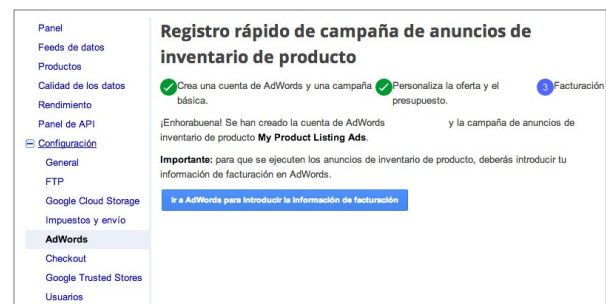 Panel
Feeds de datos
Productos
Calidad de los datos
Rendimiento
Panel de API
Configuración
General
FTP
Google Cloud Storage
Impuestos y envío
AdWords
Checkout
Google Trusted Stores
Usuarios
Registro rápido de campaña de anuncios de
inventario de producto
Crea una cuenta de AdWords y una campaña
básica.
Personaliza la oferta y el
presupuesto.
3 Facturación
¡Enhorabuena! Se han creado la cuenta de AdWords y la campaña de anuncios de
inventario de producto My Product Listing Ads.
Importante: para que se ejecuten los anuncios de inventario de producto, deberás introducir tu
información de facturación en AdWords.
Ir a AdWords para introducir la información de facturación